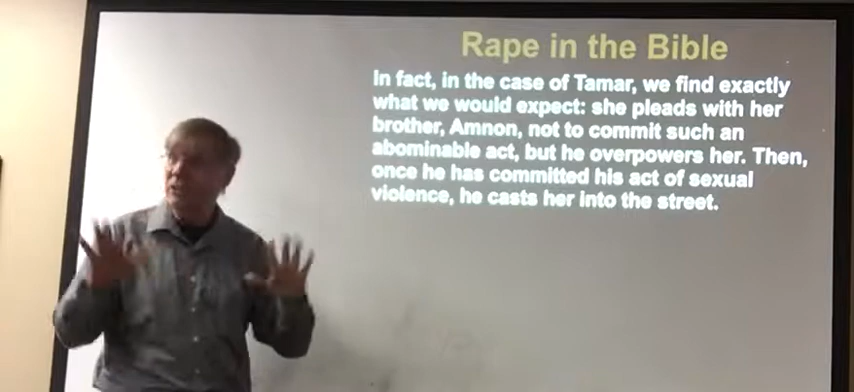 Rape in the Bible
In fact, in the case of Tamar, we find exactly
what we would expect: she pleads with her
brother, Amnon, not to commit such an
abominable act, but he overpowers her. Then,
once he has committed his act of sexual
violence, he casts her into the street.